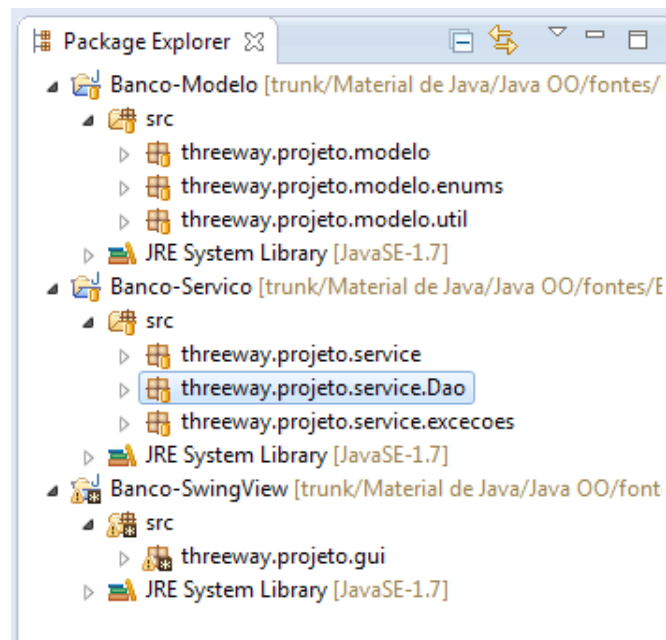 Package Explorer
Banco-Modelo [trunk/Material de Java/Java OO/fontes/
src
threeway.projeto.modelo
threeway.projeto.modelo.enums
threeway.projeto.modelo.util
JRE System Library [JavaSE-1.7]
Banco-Servico [trunk/Material de Java/Java OO/fontes/E
src
threeway.projeto.service
threeway.projeto.service.Dao
threeway.projeto.service.excecoes
JRE System Library [JavaSE-1.7]
Banco-SwingView [trunk/Material de Java/Java OO/font
src
threeway.projeto.gui
JRE System Library [JavaSE-1.7]